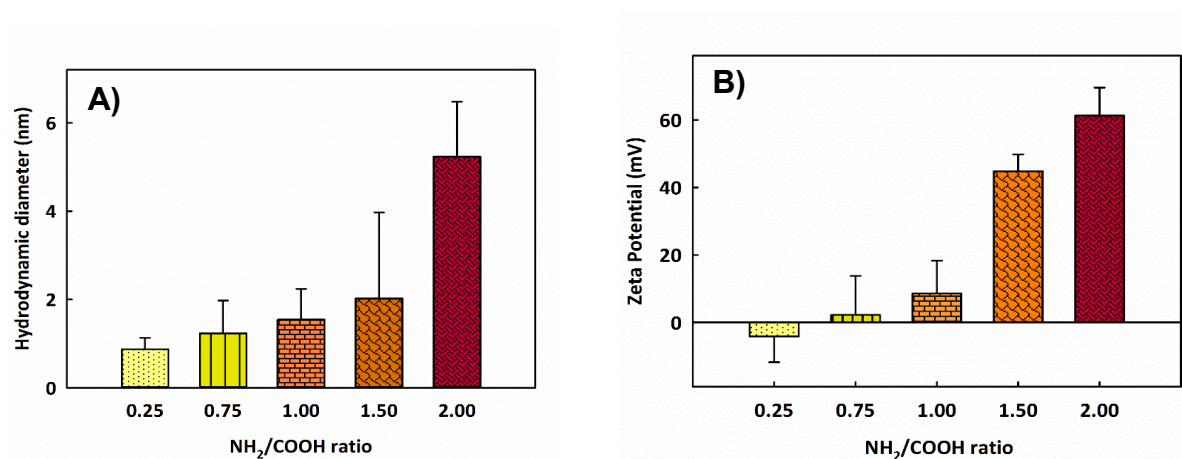 A)
Hydrodynamic diameter (nm)
6
4
2
0
0.25 0.75 1.00 1.50 2.00
NH₂/COOH ratio
B)
Zeta Potential (mV)
60
40
20
0
0.25 0.75 1.00 1.50 2.00
NH₂/COOH ratio